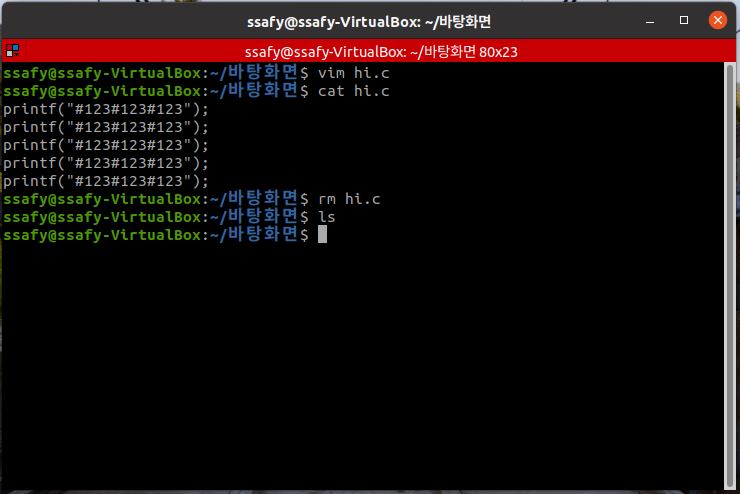 ssafy@ssafy-VirtualBox: ~/바탕화면
ssafy@ssafy-VirtualBox: ~/바탕화면 80x23
ssafy@ssafy-VirtualBox:~/바탕화면$ vim hi.c
ssafy@ssafy-VirtualBox:~/바탕화면$ cat hi.c
printf("#123#123#123");
printf("#123#123#123");
printf("#123#123#123");
printf("#123#123#123");
printf("#123#123#123");
ssafy@ssafy-VirtualBox:~/바탕화면$ rm hi.c
ssafy@ssafy-VirtualBox:~/바탕화면$ ls
ssafy@ssafy-VirtualBox:~/바탕화면$